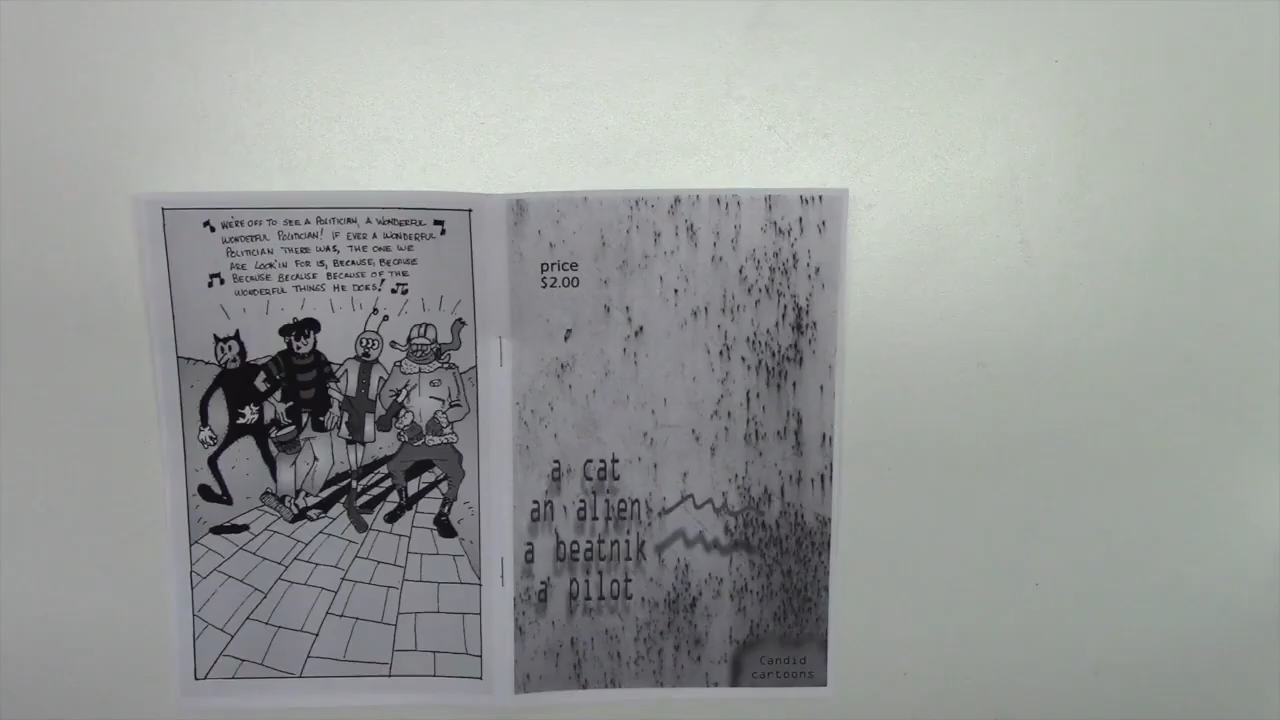 WE'RE OFF TO SEE A POLITICIAN, A WONDERFUL
WONDERFUL POLITICIAN! IF EVER A WONDERFUL
POLITICIAN THERE WAS, THE ONE WE
ARE LOOK'IN FOR IS, BECAUSE, BECAUSE
BECAUSE BECAUSE BECAUSE OF THE
WONDERFUL THINGS HE DOES!
price
$2.00
a cat
an alien
a beatnik
a pilot
Candid
cartoons